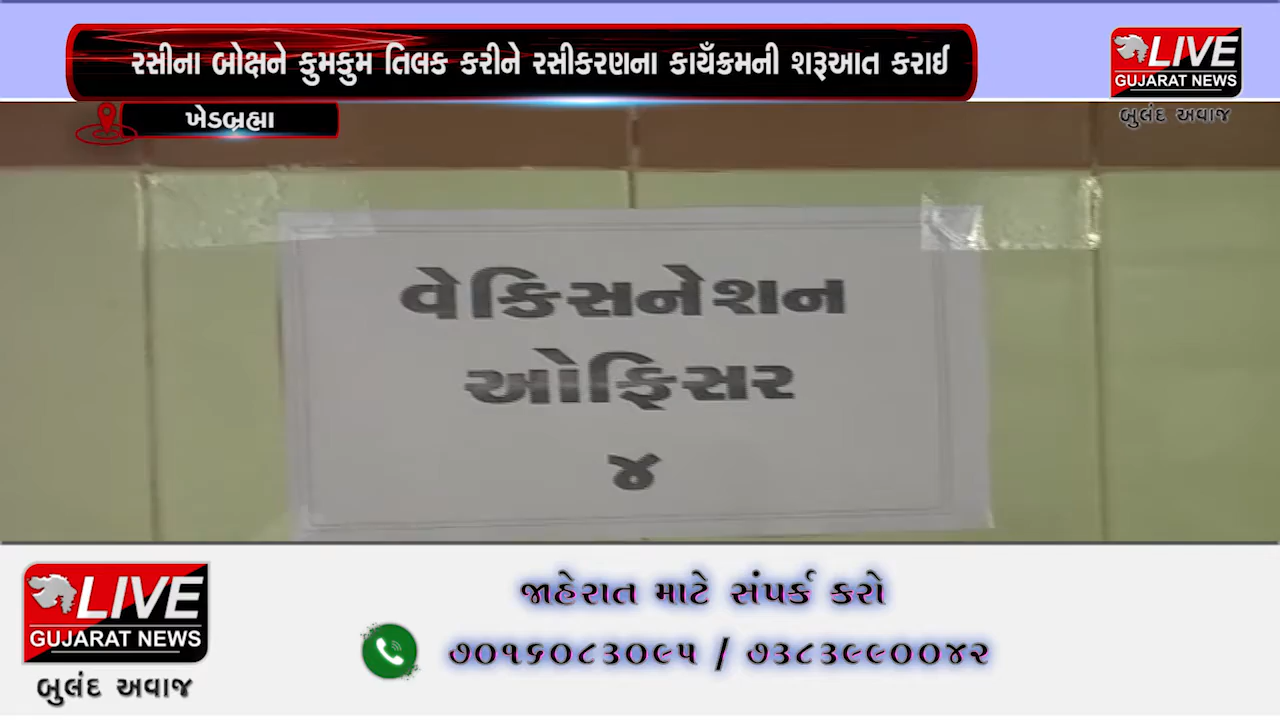 રસીના બોક્ષને કુમકુમ તિલક કરીને રસીકરણના કાર્યક્રમની શરૂઆત કરાઈ
LIVE
GUJARAT NEWS
બુલંદ અવાજ
ખેડબ્રહ્મા
વેકિસનેશન
ઓફિસર
૪
LIVE
GUJARAT NEWS
બુલંદ અવાજ
જાહેરાત માટે સંપર્ક કરો
૭૦૧૬૦૮૩૦૯૫ / ૭૩૮૩૯૯૦૦૪૨